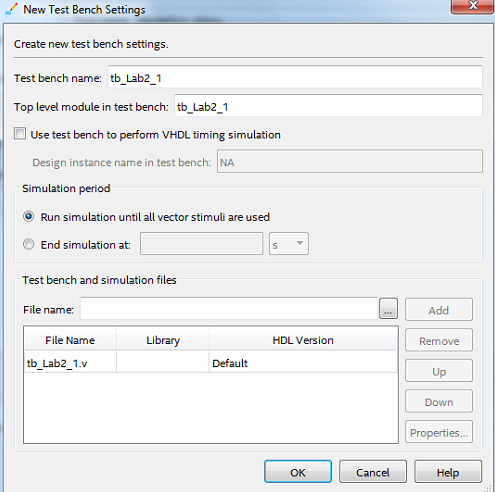 New Test Bench Settings
Create new test bench settings.
Test bench name: tb_Lab2_1
Top level module in test bench: tb_Lab2_1
Use test bench to perform VHDL timing simulation
Design instance name in test bench: NA
Simulation period
Run simulation until all vector stimuli are used
End simulation at: s
Test bench and simulation files
File name: ... Add
File Name Library HDL Version Remove
tb_Lab2_1.v Default
Up
Down
Properties...
OK Cancel Help